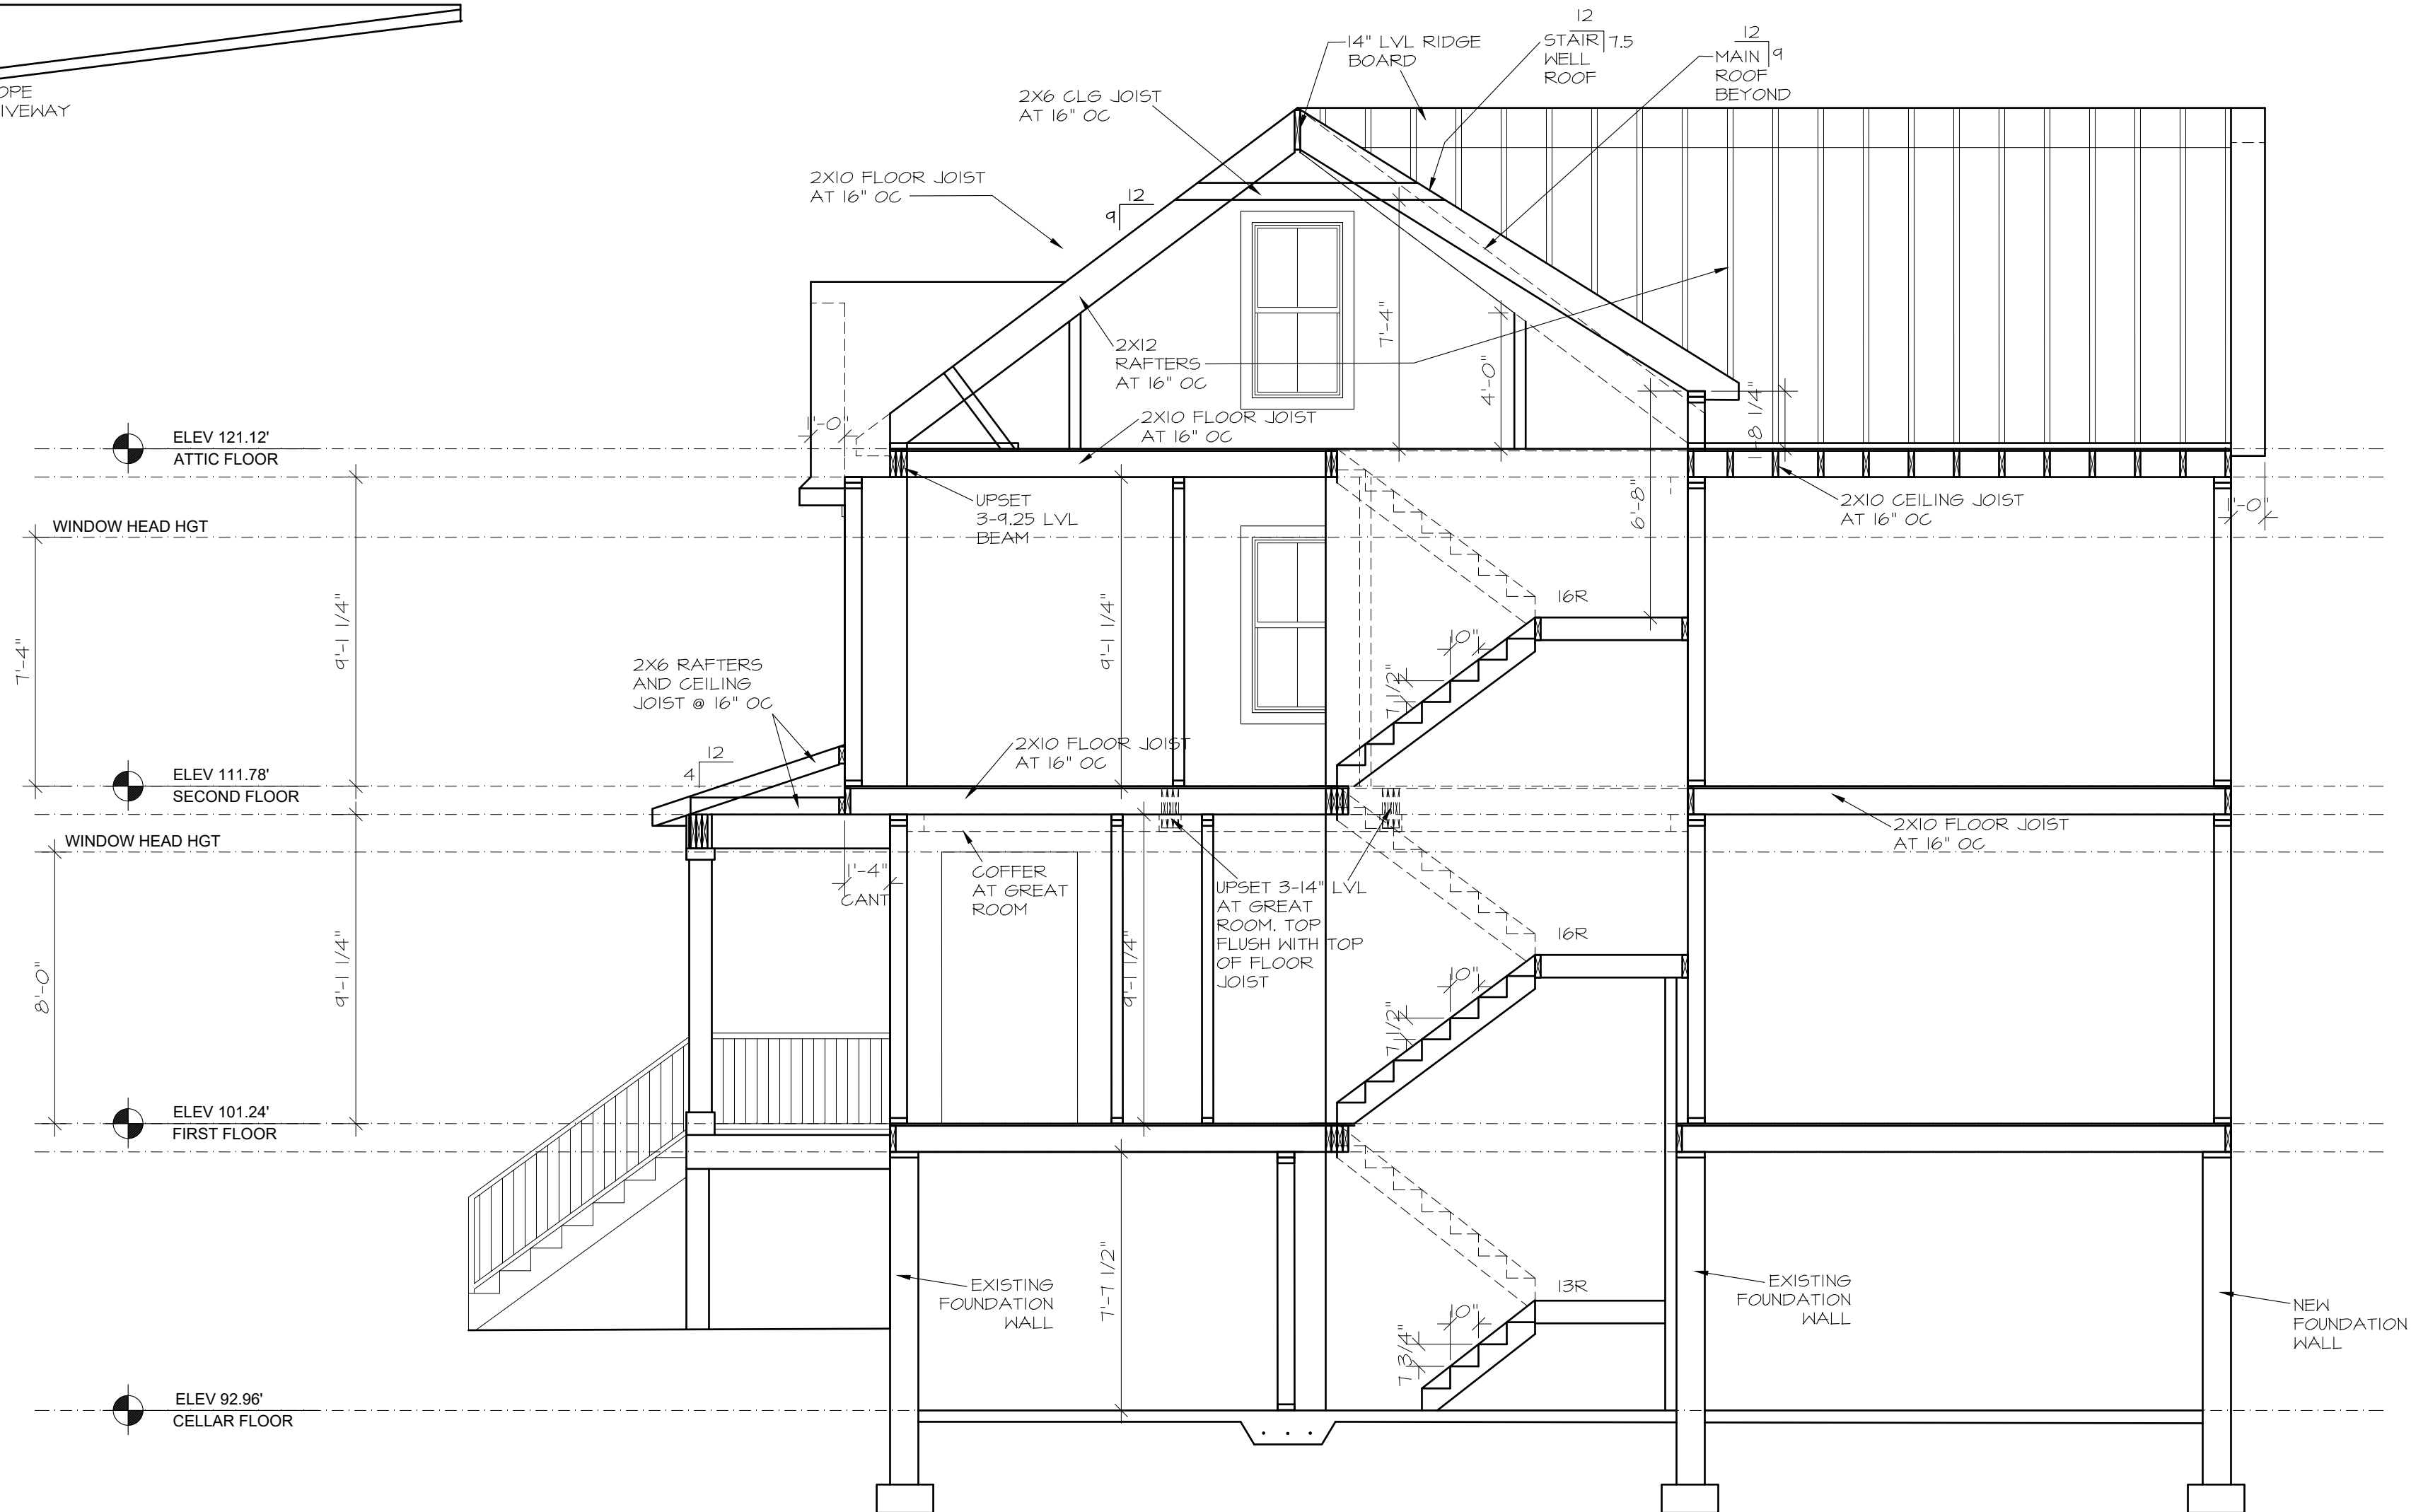 OPE
IVEWAY
14" LVL RIDGE
BOARD
12
7.5
STAIR
WELL
ROOF
12
9
MAIN
ROOF
BEYOND
2X6 CLG JOIST
AT 16" OC
2X10 FLOOR JOIST
AT 16" OC
12
9
2X12
RAFTERS
AT 16" OC
7'-4"
4'-0"
1'-8 1/4"
1'-0"
2X10 FLOOR JOIST
AT 16" OC
ELEV 121.12'
ATTIC FLOOR
UPSET
3-9.25 LVL
BEAM
6'-8"
2X10 CEILING JOIST
AT 16" OC
1'-0"
WINDOW HEAD HGT
7'-4"
9'-1 1/4"
9'-1 1/4"
16R
10"
7 1/2"
2X6 RAFTERS
AND CEILING
JOIST @ 16" OC
12
4
2X10 FLOOR JOIST
AT 16" OC
ELEV 111.78'
SECOND FLOOR
2X10 FLOOR JOIST
AT 16" OC
WINDOW HEAD HGT
8'-0"
9'-1 1/4"
1'-4"
CANT
COFFER
AT GREAT
ROOM
9'-1 1/4"
UPSET 3-14" LVL
AT GREAT
ROOM. TOP
FLUSH WITH TOP
OF FLOOR
JOIST
16R
10"
7 1/2"
ELEV 101.24'
FIRST FLOOR
7'-7 1/2"
EXISTING
FOUNDATION
WALL
13R
10"
7 3/4"
EXISTING
FOUNDATION
WALL
NEW
FOUNDATION
WALL
ELEV 92.96'
CELLAR FLOOR